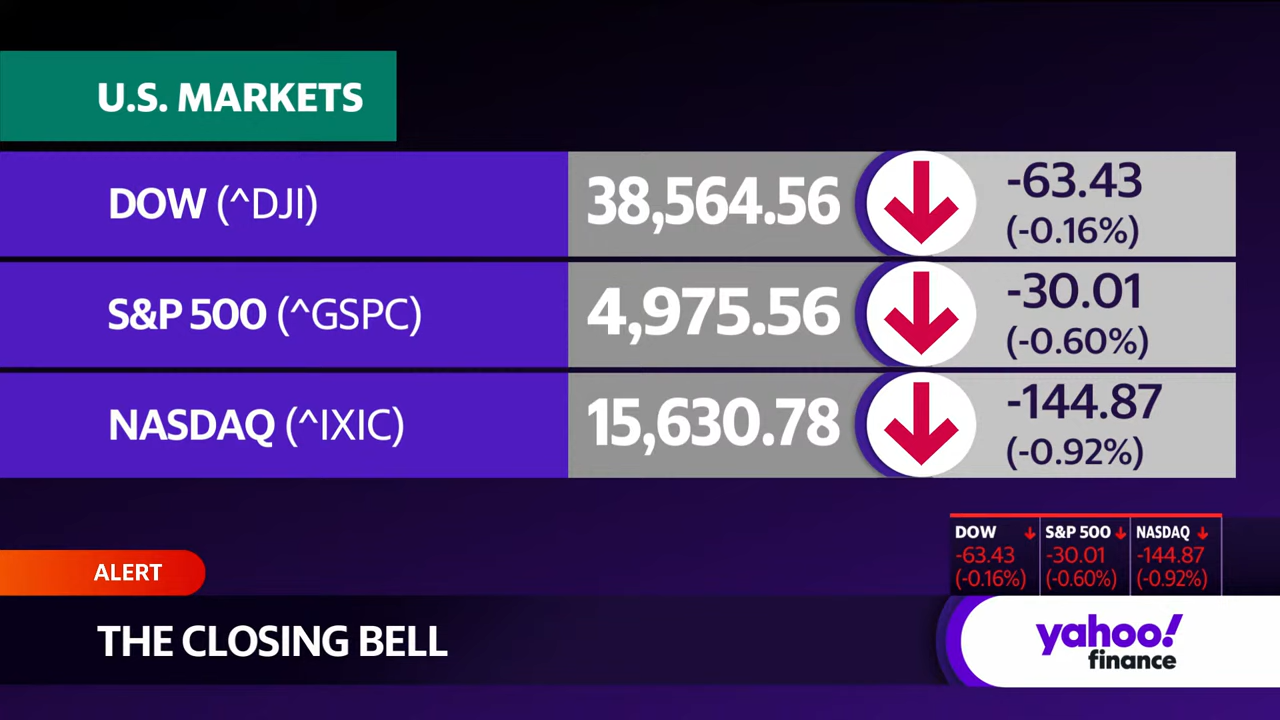 U.S. MARKETS
DOW (^DJI)
38,564.56
-63.43
(-0.16%)
S&P 500 (^GSPC)
4,975.56
-30.01
(-0.60%)
NASDAQ (^IXIC)
15,630.78
-144.87
(-0.92%)
DOW S&P 500 NASDAQ
-63.43 -30.01 -144.87
(-0.16%) (-0.60%) (-0.92%)
ALERT
THE CLOSING BELL
yahoo!
finance